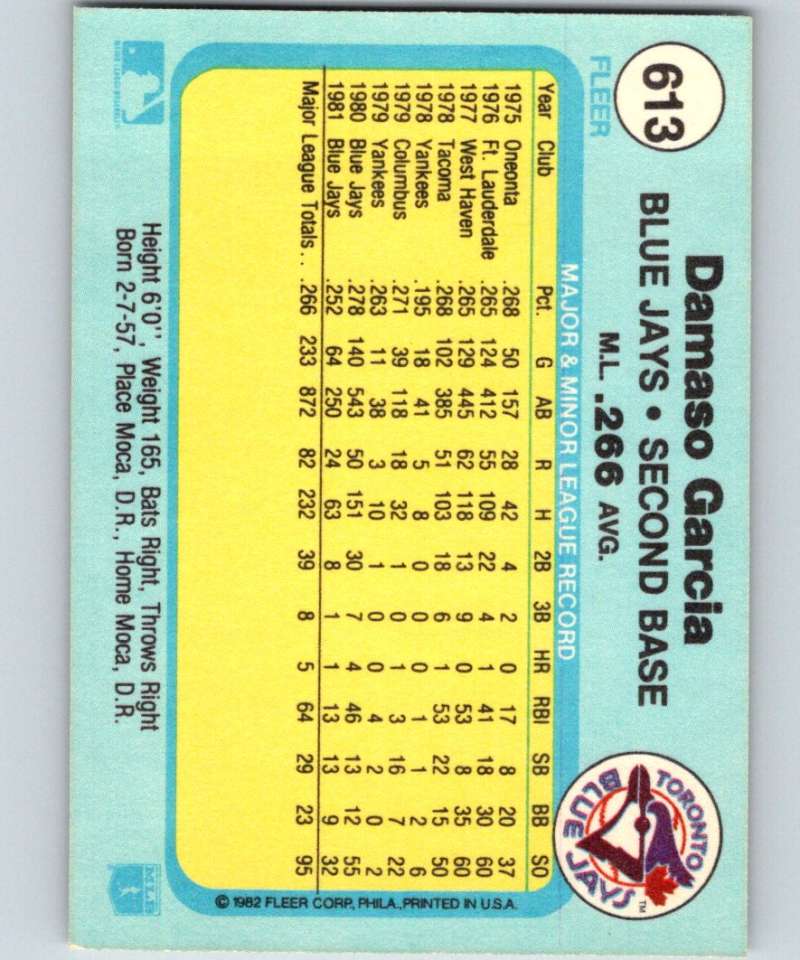 613
FLEER
Damaso Garcia
BLUE JAYS • SECOND BASE
M.L. .266 AVG.
TORONTO
BLUE JAYS
TM
MAJOR & MINOR LEAGUE RECORD
Year Club Pct. G AB R H 2B 3B HR RBI SB BB SO
1975 Oneonta .268 50 157 28 42 4 2 0 17 8 20 37
1976 Ft. Lauderdale .265 124 412 55 109 22 4 1 41 18 30 60
1977 West Haven .265 129 445 62 118 13 9 0 53 8 35 60
1978 Tacoma .268 102 385 51 103 18 6 1 53 22 15 50
1978 Yankees .195 18 41 5 8 0 0 0 1 1 2 6
1979 Columbus .271 39 118 18 32 1 0 1 3 16 7 22
1979 Yankees .263 11 38 3 10 1 0 0 4 2 0 2
1980 Blue Jays .278 140 543 50 151 30 7 4 46 13 12 55
1981 Blue Jays .252 64 250 24 63 8 1 1 13 13 9 32
Major League Totals . . .266 233 872 82 232 39 8 5 64 29 23 95
© 1982 FLEER CORP., PHILA., PRINTED IN U.S.A.
Height 6'0", Weight 165, Bats Right, Throws Right
Born 2-7-57, Place Moca, D.R., Home Moca, D.R.